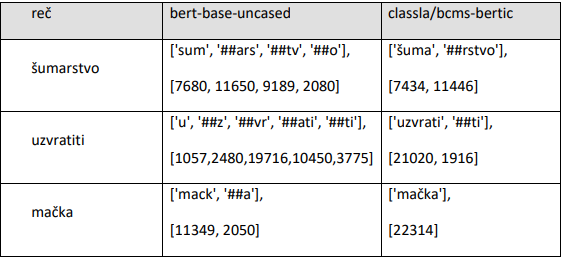 reč bert-base-uncased classla/bcms-bertic
šumarstvo ['sum', '##ars', '##tv', '##o'], ['šuma', '##rstvo'],
[7680, 11650, 9189, 2080] [7434, 11446]
uzvratiti ['u', '##z', '##vr', '##ati', '##ti'], ['uzvrati', '##ti'],
[1057,2480,19716,10450,3775] [21020, 1916]
mačka ['mack', '##a'], ['mačka'],
[11349, 2050] [22314]